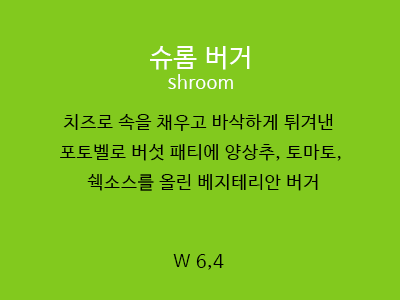 슈롬 버거
shroom
치즈로 속을 채우고 바삭하게 튀겨낸
포토벨로 버섯 패티에 양상추, 토마토,
쉑소스를 올린 베지테리안 버거
W 6,4